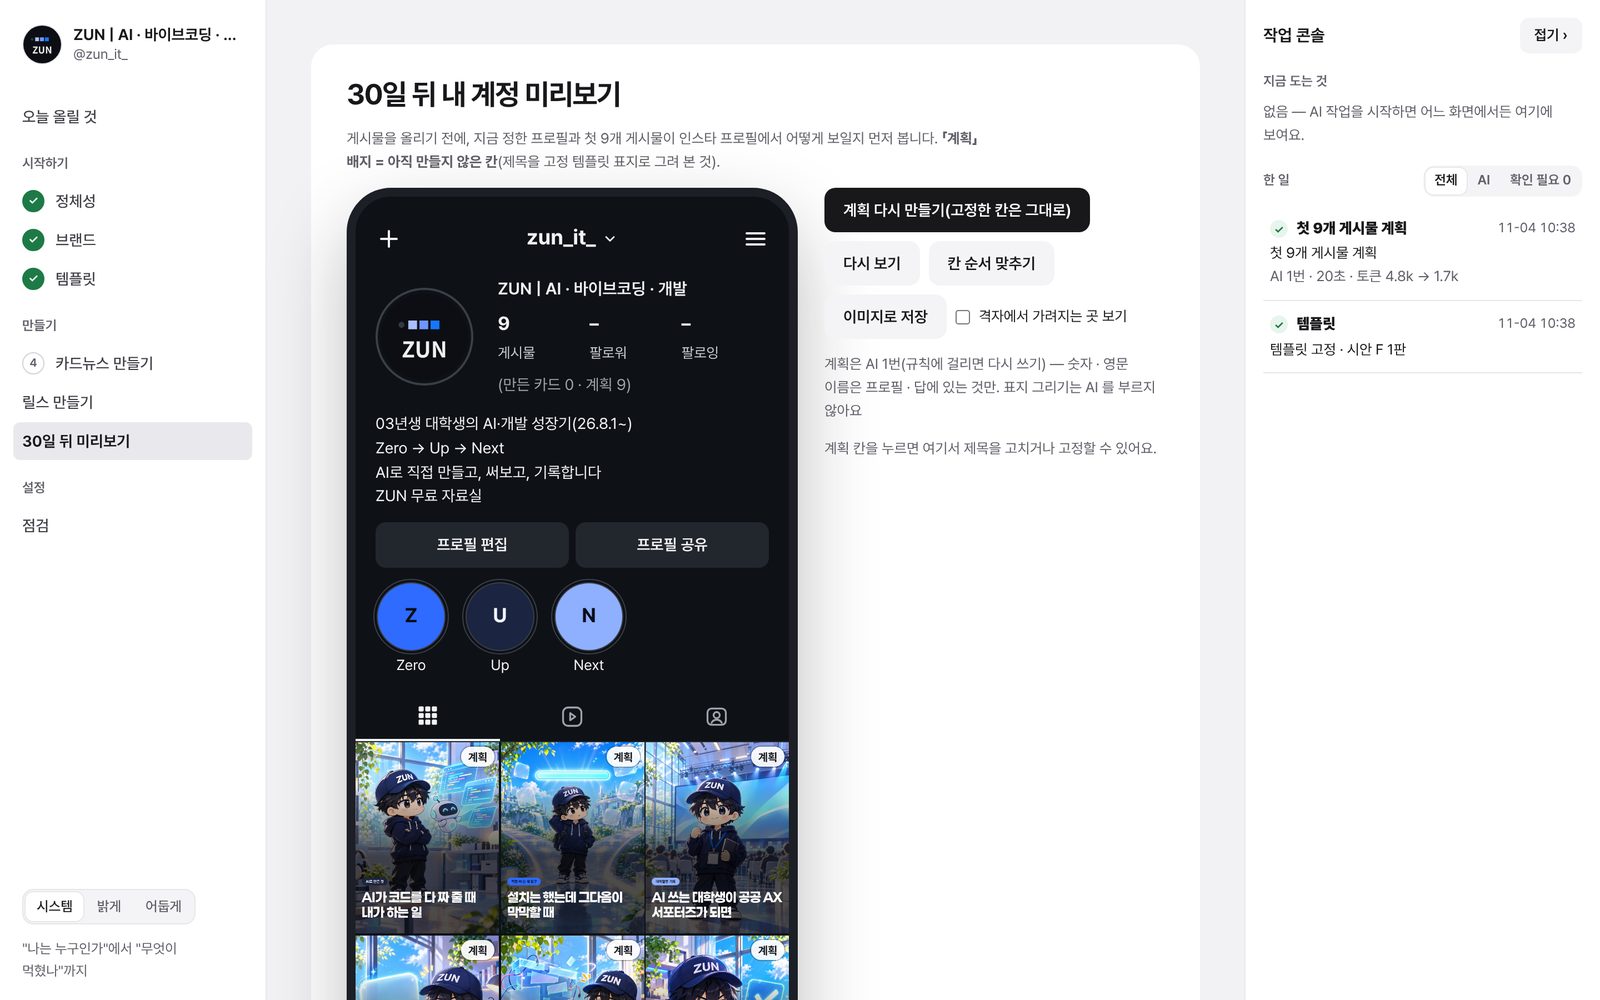 ZUN
ZUN | AI · 바이브코딩 · ...
@zun_it_
오늘 올릴 것
시작하기
정체성
브랜드
템플릿
만들기
4 카드뉴스 만들기
릴스 만들기
30일 뒤 미리보기
설정
점검
시스템 밝게 어둡게
"나는 누구인가"에서 "무엇이
먹혔나"까지
30일 뒤 내 계정 미리보기
게시물을 올리기 전에, 지금 정한 프로필과 첫 9개 게시물이 인스타 프로필에서 어떻게 보일지 먼저 봅니다. 「계획」
배지 = 아직 만들지 않은 칸(제목을 고정 템플릿 표지로 그려 본 것).
zun_it_
ZUN
ZUN | AI · 바이브코딩 · 개발
9 – –
게시물 팔로워 팔로잉
(만든 카드 0 · 계획 9)
03년생 대학생의 AI·개발 성장기(26.8.1~)
Zero → Up → Next
AI로 직접 만들고, 써보고, 기록합니다
ZUN 무료 자료실
프로필 편집 프로필 공유
Z U N
Zero Up Next
계획 계획 계획
ZUN ZUN ZUN
AI가 코드를 다 짜 줄 때
내가 하는 일
설치는 했는데 그다음이
막막할 때
AI 쓰는 대학생이 공공 AX
서포터즈가 되면
계획 계획 계획
ZUN ZUN ZUN
계획 다시 만들기(고정한 칸은 그대로)
다시 보기 칸 순서 맞추기
이미지로 저장 격자에서 가려지는 곳 보기
계획은 AI 1번(규칙에 걸리면 다시 쓰기) — 숫자 · 영문
이름은 프로필 · 답에 있는 것만. 표지 그리기는 AI 를 부르지
않아요
계획 칸을 누르면 여기서 제목을 고치거나 고정할 수 있어요.
작업 콘솔
접기 ›
지금 도는 것
없음 — AI 작업을 시작하면 어느 화면에서든 여기에
보여요.
한 일 전체 AI 확인 필요 0
첫 9개 게시물 계획 11-04 10:38
첫 9개 게시물 계획
AI 1번 · 20초 · 토큰 4.8k → 1.7k
템플릿 11-04 10:38
템플릿 고정 · 시안 F 1판